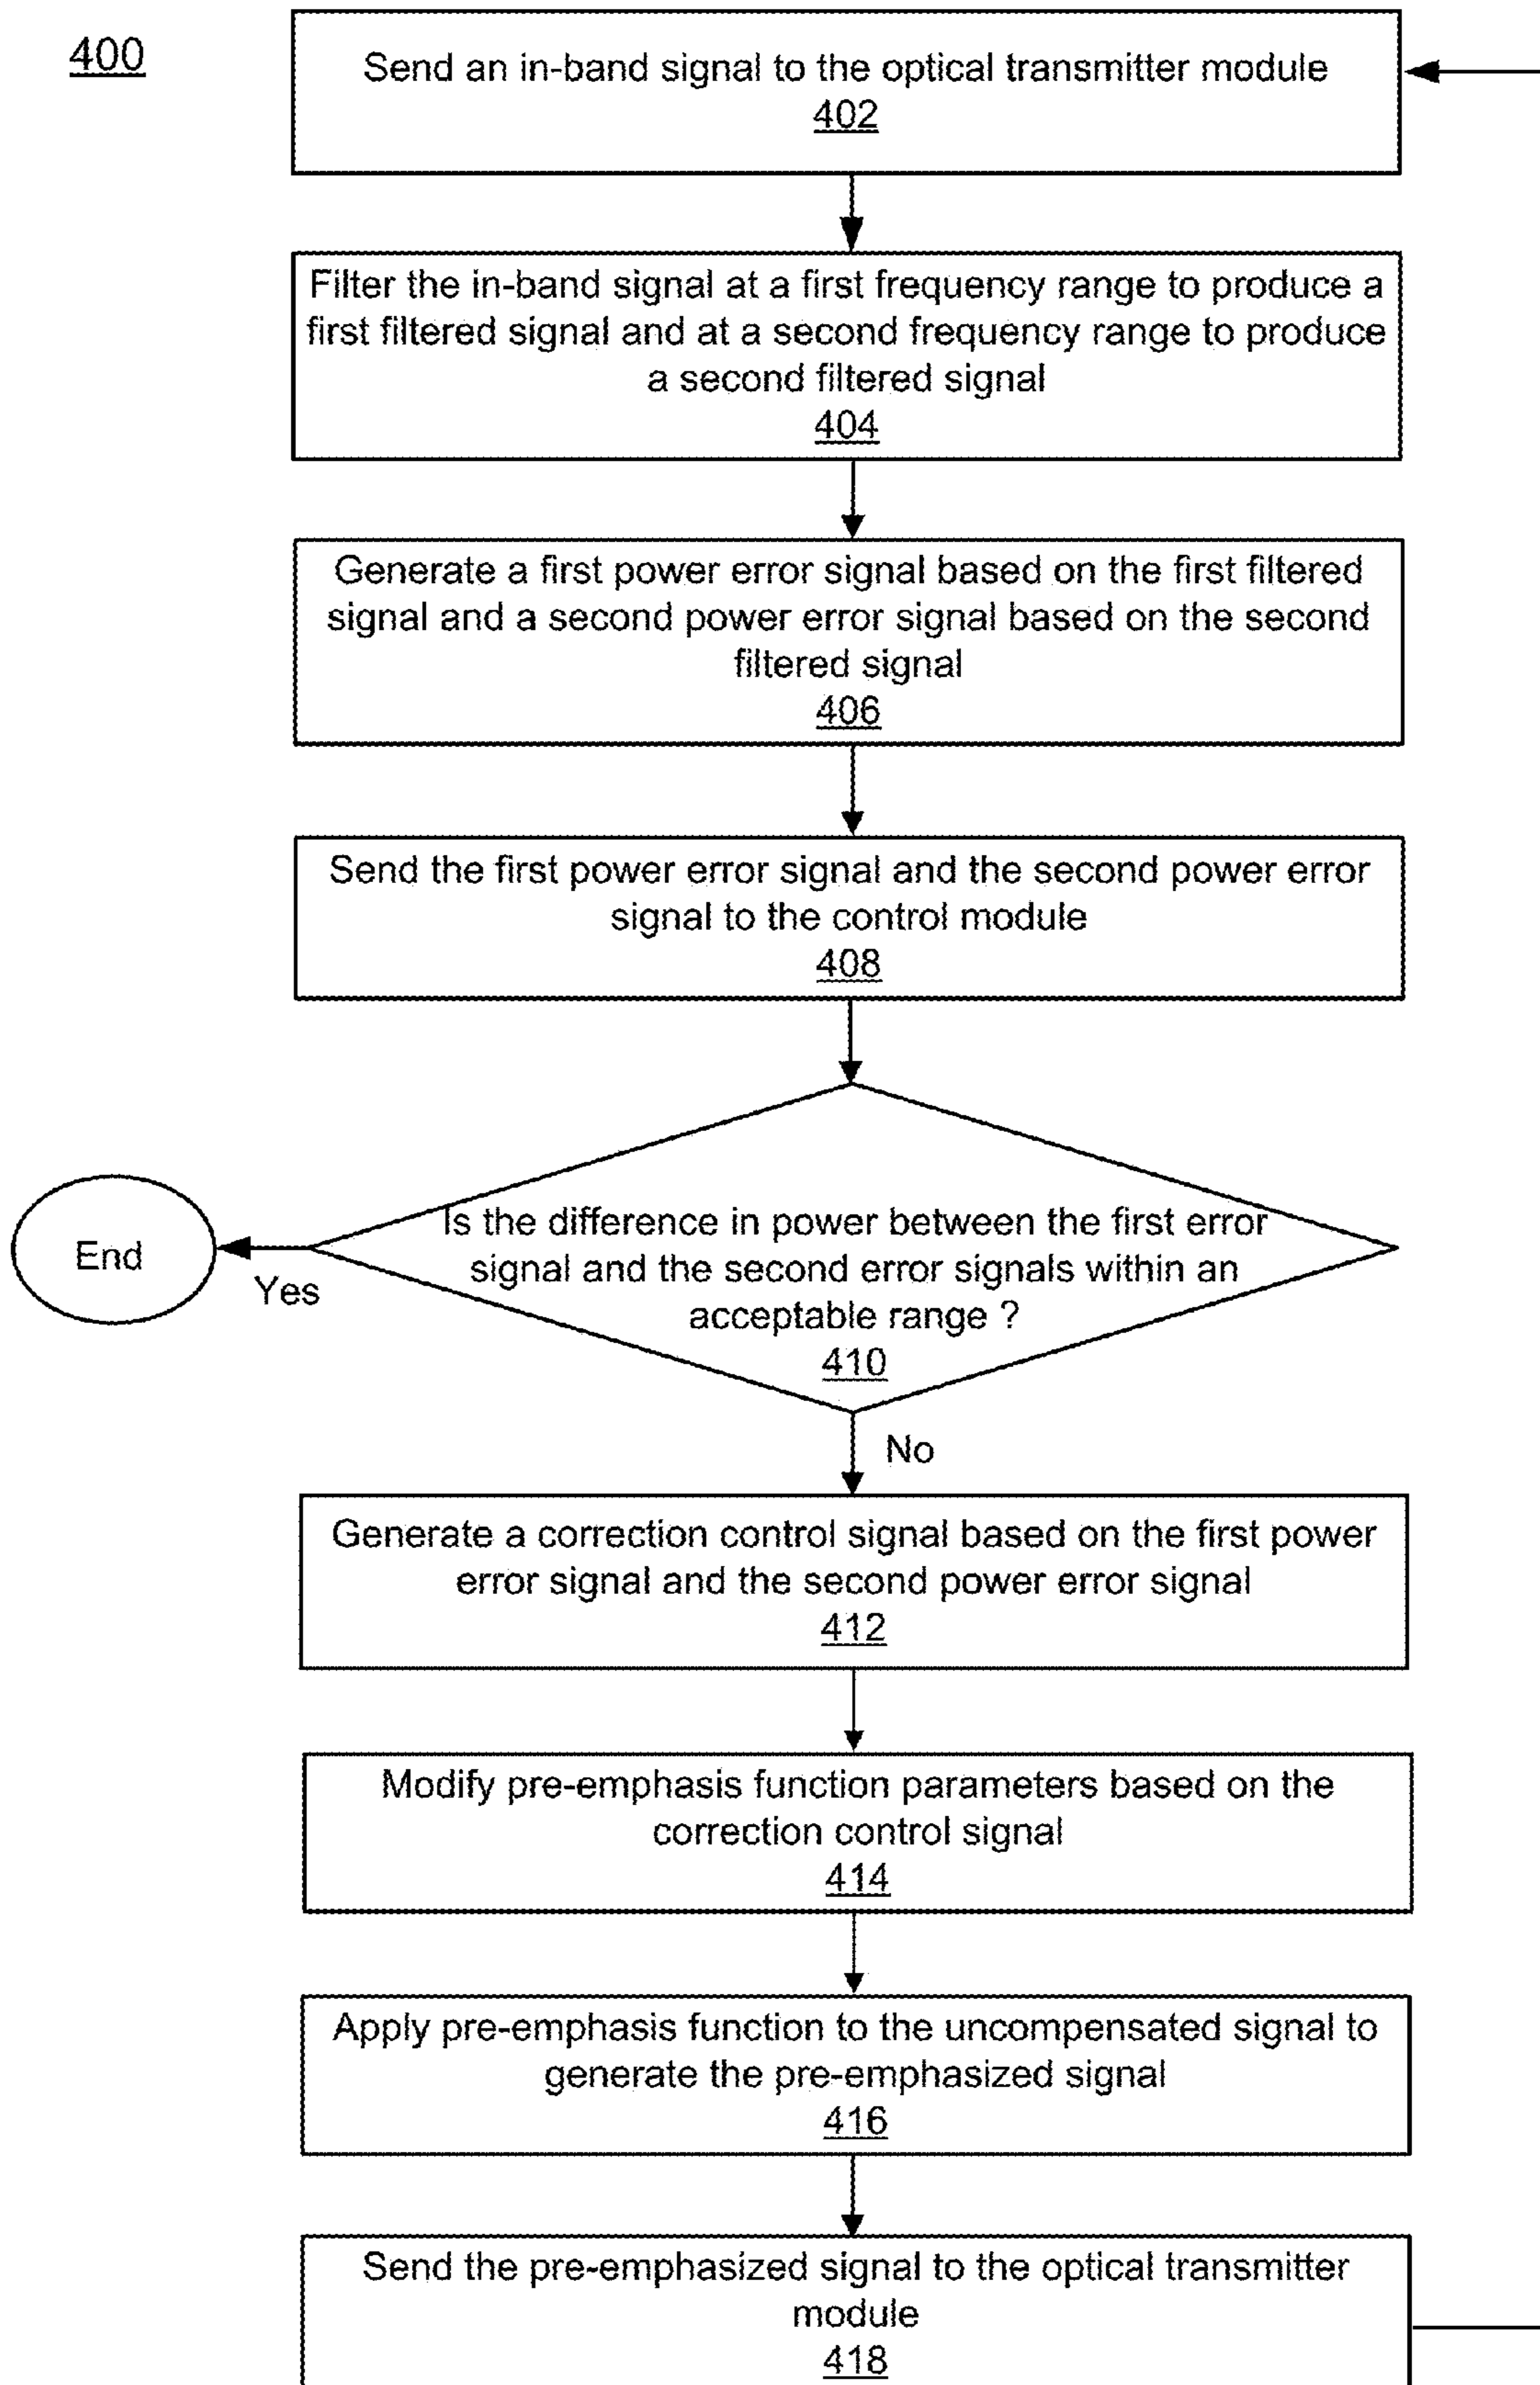 400
Send an in-band signal to the optical transmitter module
402
Filter the in-band signal at a first frequency range to produce a
first filtered signal and at a second frequency range to produce
a second filtered signal
404
Generate a first power error signal based on the first filtered
signal and a second power error signal based on the second
filtered signal
406
Send the first power error signal and the second power error
signal to the control module
408
Is the difference in power between the first error
signal and the second error signals within an
acceptable range ?
410
End
Yes
No
Generate a correction control signal based on the first power
error signal and the second power error signal
412
Modify pre-emphasis function parameters based on the
correction control signal
414
Apply pre-emphasis function to the uncompensated signal to
generate the pre-emphasized signal
416
Send the pre-emphasized signal to the optical transmitter
module
418